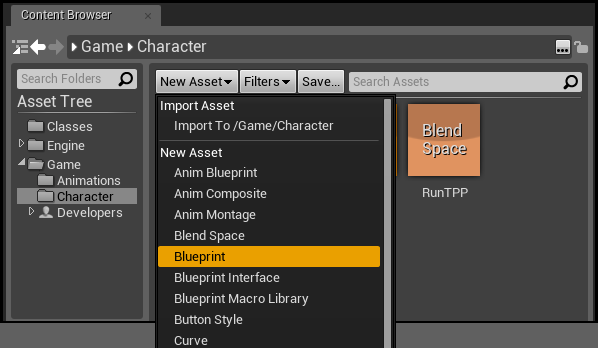 Content Browser
Game Character
Search Folders
Asset Tree
Classes
Engine
Game
Animations
Character
Developers
New Asset Filters Save... Search Assets
Import Asset
Import To /Game/Character
New Asset
Anim Blueprint
Anim Composite
Anim Montage
Blend Space
Blueprint
Blueprint Interface
Blueprint Macro Library
Button Style
Curve
Blend
Space
RunTPP